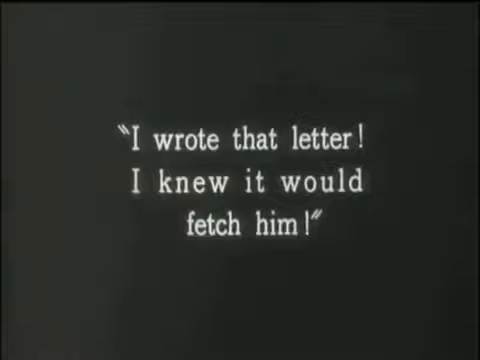 "I wrote that letter!
I knew it would
fetch him!"